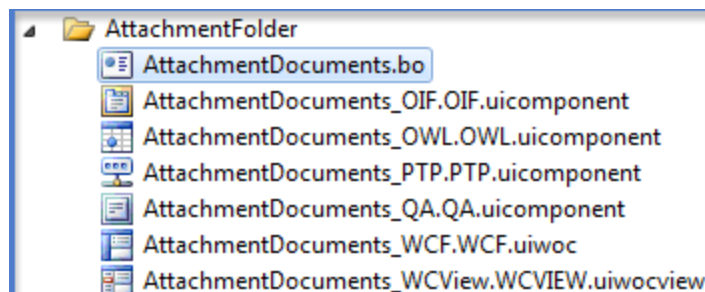 AttachmentFolder
AttachmentDocuments.bo
AttachmentDocuments_OIF.OIF.uicomponent
AttachmentDocuments_OWL.OWL.uicomponent
AttachmentDocuments_PTP.PTP.uicomponent
AttachmentDocuments_QA.QA.uicomponent
AttachmentDocuments_WCF.WCF.uiwoc
AttachmentDocuments_WCView.WCVIEW.uiwocview